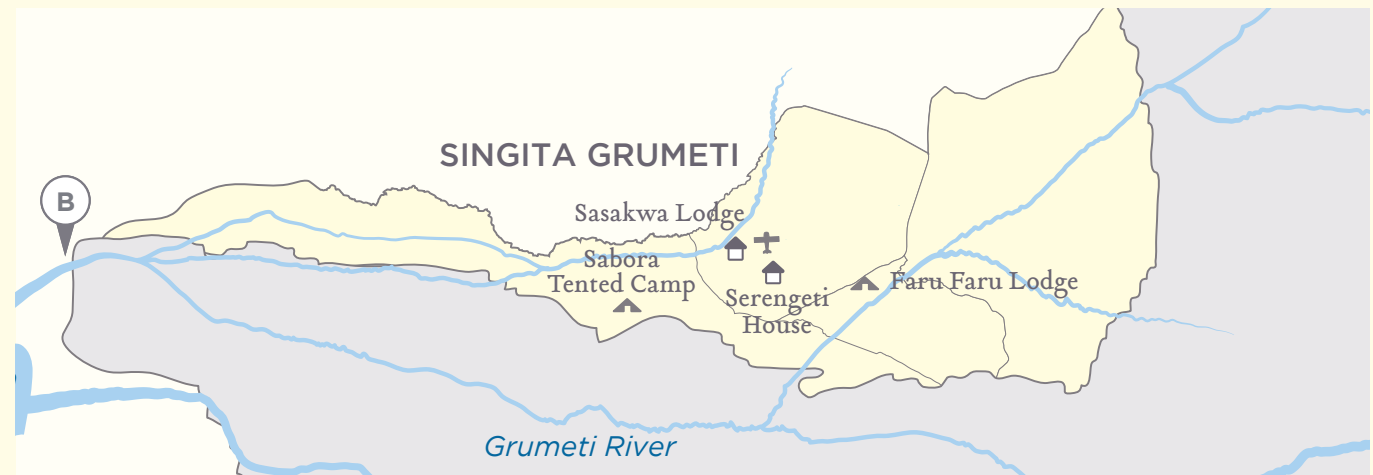 SINGITA GRUMETI
B
Sasakwa Lodge
Sabora
Tented Camp
Serengeti
House
Faru Faru Lodge
Grumeti River